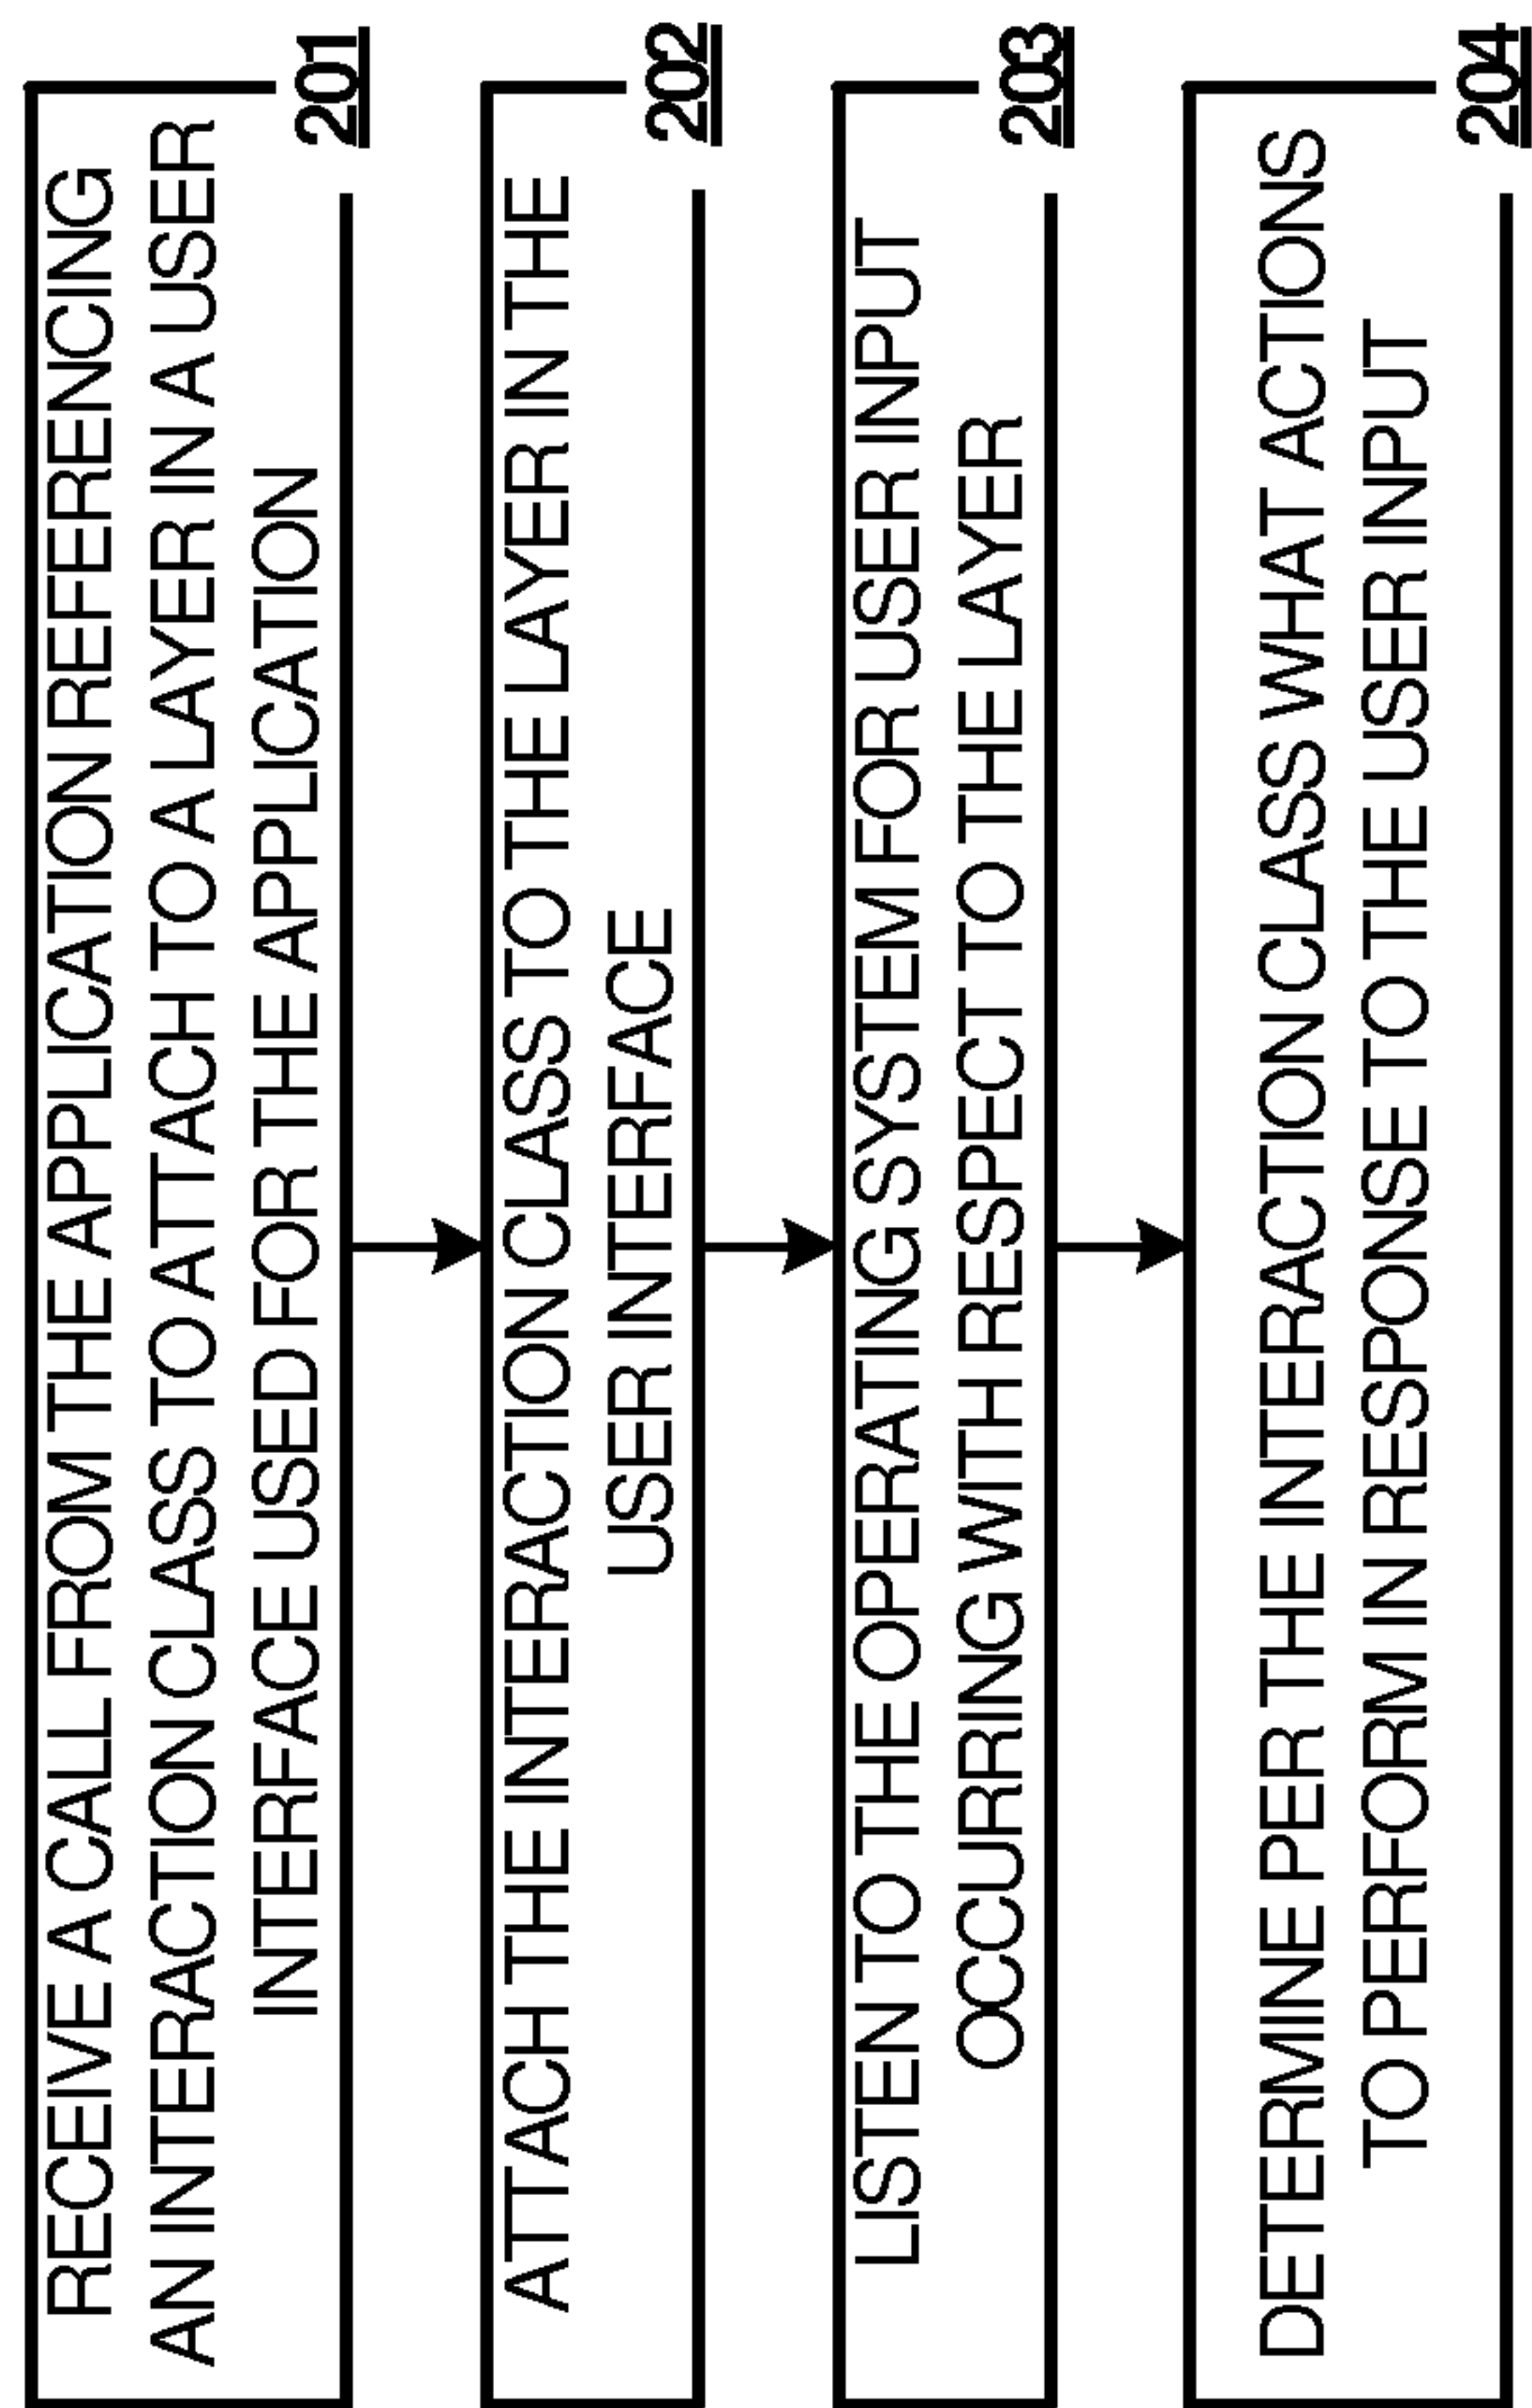 RECEIVE A CALL FROM THE APPLICATION REFERENCING
AN INTERACTION CLASS TO ATTACH TO A LAYER IN A USER
INTERFACE USED FOR THE APPLICATION
201
ATTACH THE INTERACTION CLASS TO THE LAYER IN THE
USER INTERFACE
202
LISTEN TO THE OPERATING SYSTEM FOR USER INPUT
OCCURRING WITH RESPECT TO THE LAYER
203
DETERMINE PER THE INTERACTION CLASS WHAT ACTIONS
TO PERFORM IN RESPONSE TO THE USER INPUT
204